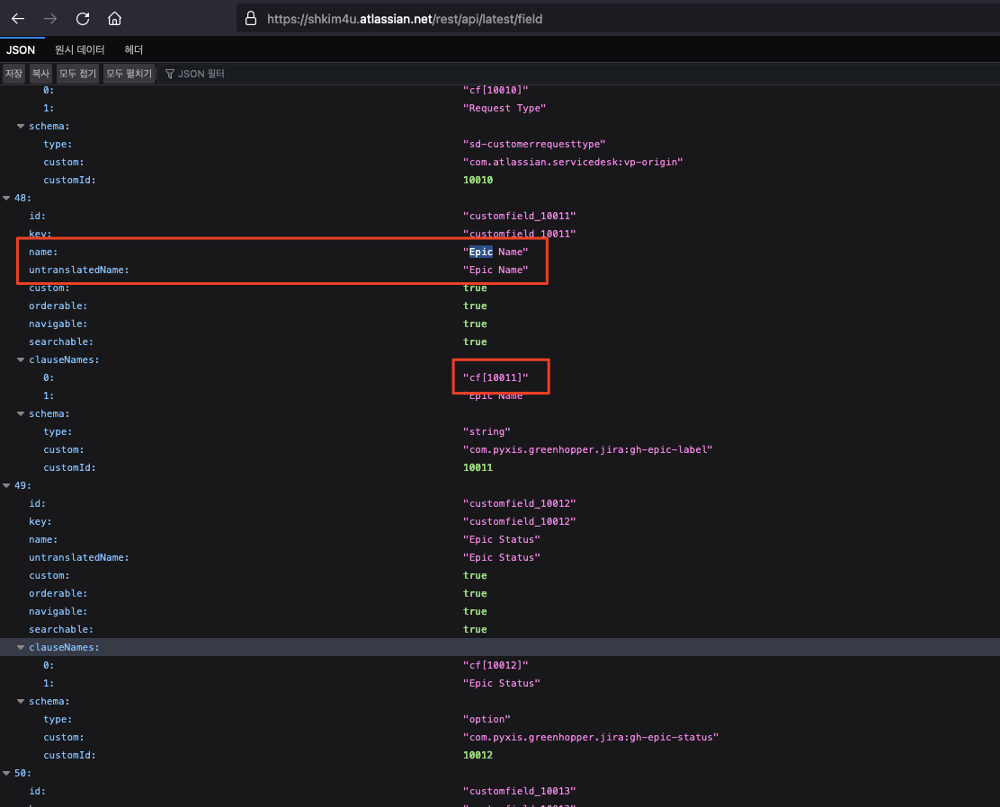 https://shkim4u.atlassian.net/rest/api/latest/field
JSON 원시 데이터 헤더
저장 복사 모두 접기 모두 펼치기 JSON 필터
0: "cf[10010]"
1: "Request Type"
schema:
type: "sd-customerrequesttype"
custom: "com.atlassian.servicedesk:vp-origin"
customId: 10010
48:
id: "customfield_10011"
key: "customfield_10011"
name: "Epic Name"
untranslatedName: "Epic Name"
custom: true
orderable: true
navigable: true
searchable: true
clauseNames:
0: "cf[10011]"
1: "Epic Name"
schema:
type: "string"
custom: "com.pyxis.greenhopper.jira:gh-epic-label"
customId: 10011
49:
id: "customfield_10012"
key: "customfield_10012"
name: "Epic Status"
untranslatedName: "Epic Status"
custom: true
orderable: true
navigable: true
searchable: true
clauseNames:
0: "cf[10012]"
1: "Epic Status"
schema:
type: "option"
custom: "com.pyxis.greenhopper.jira:gh-epic-status"
customId: 10012
50:
id: "customfield_10013"